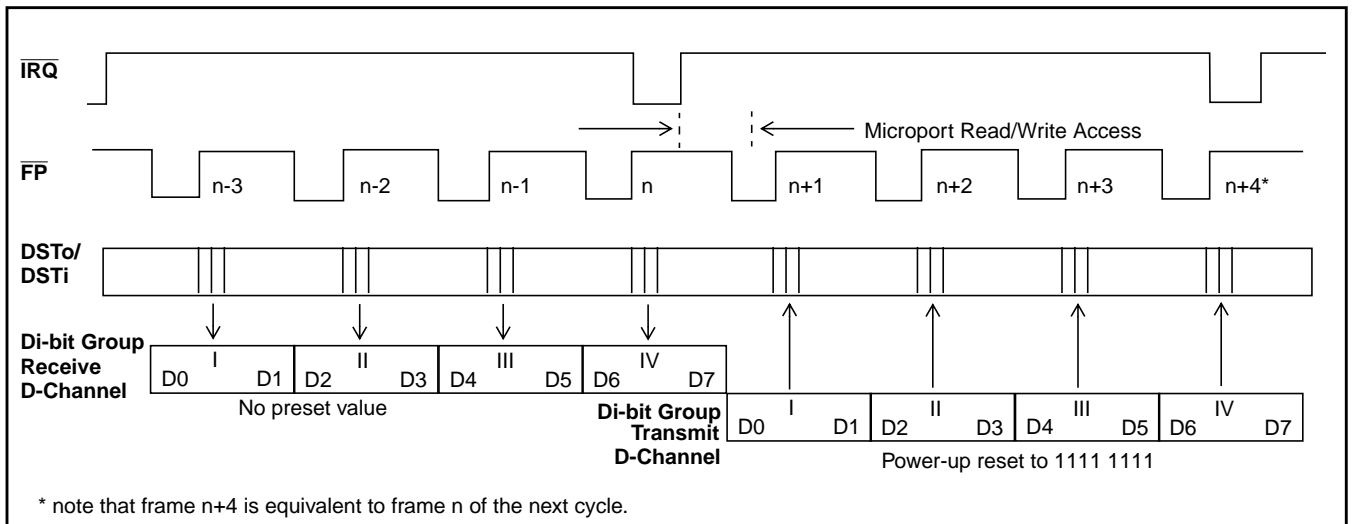 IRQ
Microport Read/Write Access
FP
n-3 n-2 n-1 n n+1 n+2 n+3 n+4*
DSTo/
DSTi
Di-bit Group
Receive
D-Channel
I II III IV
D0 D1 D2 D3 D4 D5 D6 D7
No preset value
Di-bit Group
Transmit
D-Channel
I II III IV
D0 D1 D2 D3 D4 D5 D6 D7
Power-up reset to 1111 1111
* note that frame n+4 is equivalent to frame n of the next cycle.